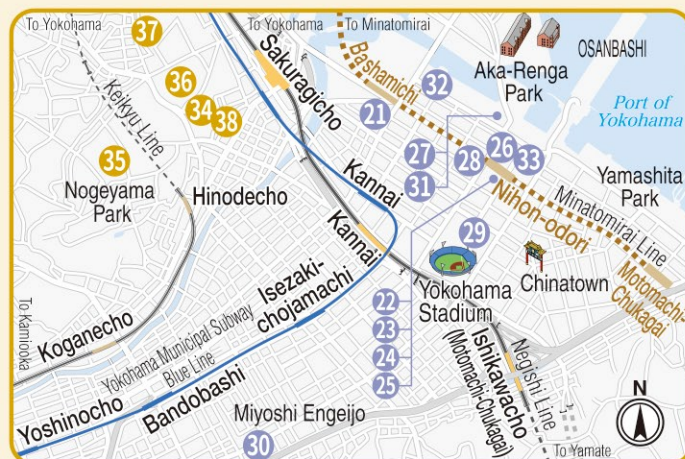 To Yokohama
To Yokohama
To Minatomirai
37
Sakuragicho
OSANBASHI
Aka-Renga
Park
Bashamichi
32
36
34
38
21
Keikyu Line
Port of
Yokohama
27
28
26
33
31
35
Nogeyama
Park
Hinodecho
Kannai
Yamashita
Park
Nihon-odori
Minatomirai Line
Kannai
29
Yokohama
Stadium
Chinatown
Motomachi-
Chukagai
22
23
24
25
Isezaki-
chojamachi
To Kamiooka
Koganecho
Yokohama Municipal Subway
Blue Line
Ishikawacho
(Motomachi-Chukagai)
Negishi Line
Yoshinocho
Bandobashi
Miyoshi Engeijo
30
N
To Yamate